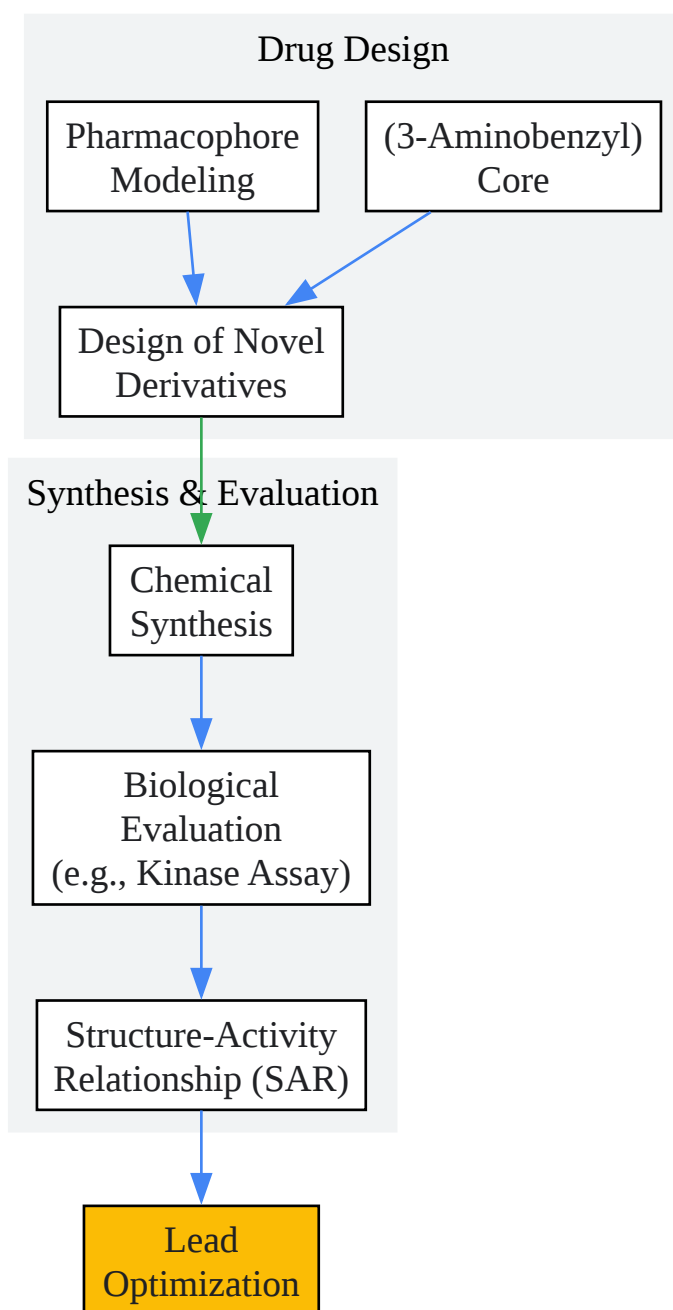 Drug Design
Pharmacophore
Modeling
(3-Aminobenzyl)
Core
Design of Novel
Derivatives
Synthesis & Evaluation
Chemical
Synthesis
Biological
Evaluation
(e.g., Kinase Assay)
Structure-Activity
Relationship (SAR)
Lead
Optimization